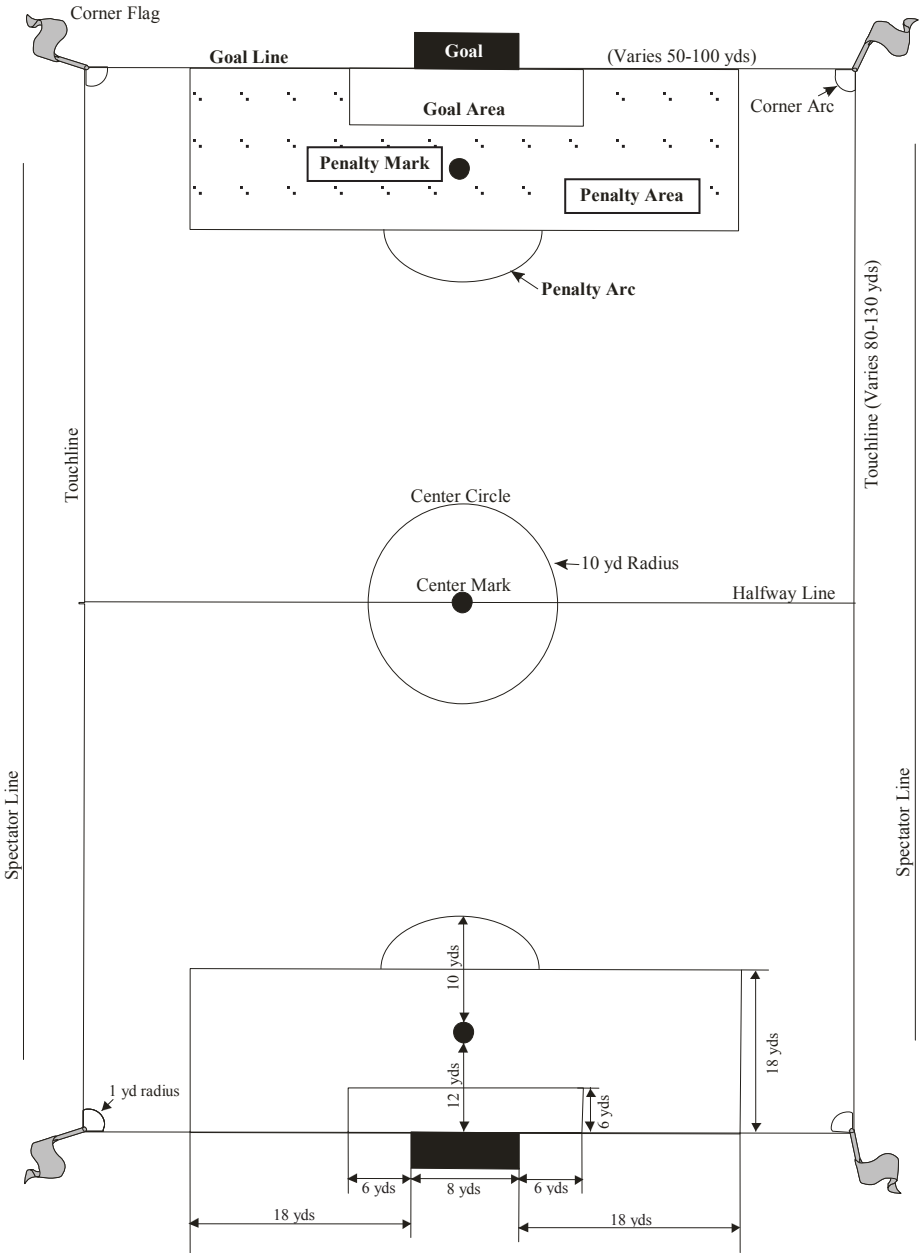 Corner Flag
Goal Line
Goal
(Varies 50-100 yds)
Goal Area
Corner Arc
Penalty Mark
Penalty Area
Penalty Arc
Touchline (Varies 80-130 yds)
Touchline
Center Circle
10 yd Radius
Center Mark
Halfway Line
Spectator Line
Spectator Line
10 yds
18 yds
12 yds
1 yd radius
6 yds
6 yds
8 yds
6 yds
18 yds
18 yds